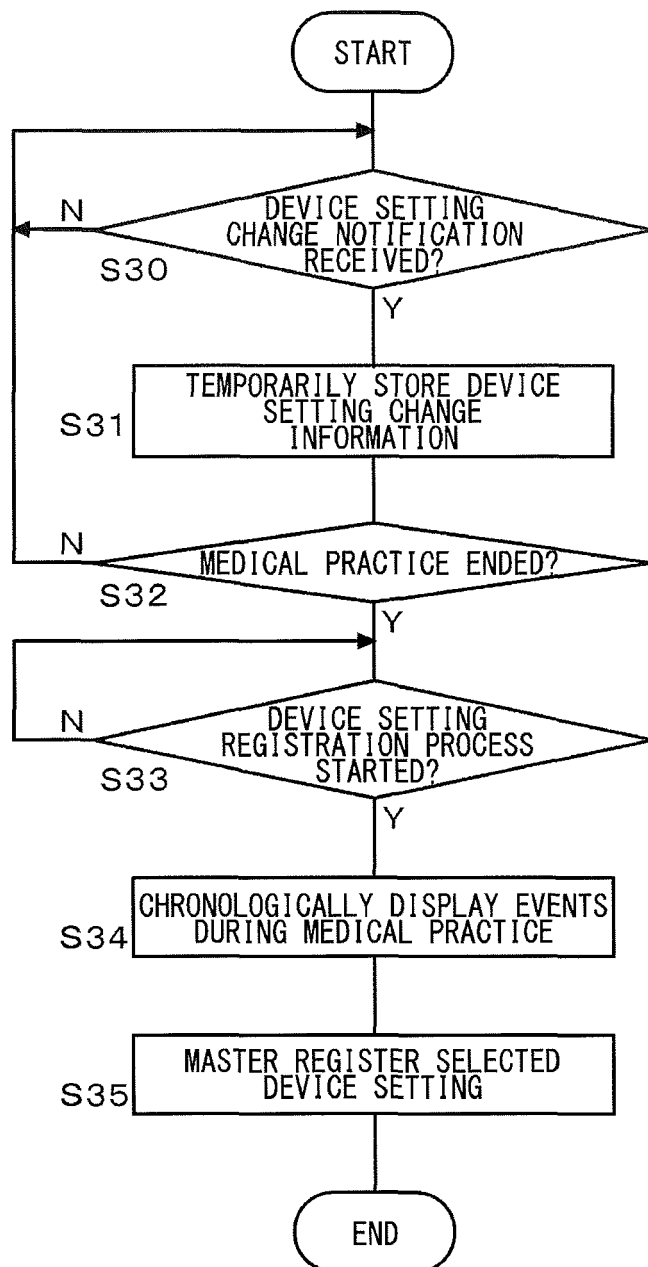 START
N
DEVICE SETTING
CHANGE NOTIFICATION
RECEIVED?
S30
Y
TEMPORARILY STORE DEVICE
SETTING CHANGE
INFORMATION
S31
N
MEDICAL PRACTICE ENDED?
S32
Y
N
DEVICE SETTING
REGISTRATION PROCESS
STARTED?
S33
Y
CHRONOLOGICALLY DISPLAY EVENTS
DURING MEDICAL PRACTICE
S34
MASTER REGISTER SELECTED
DEVICE SETTING
S35
END